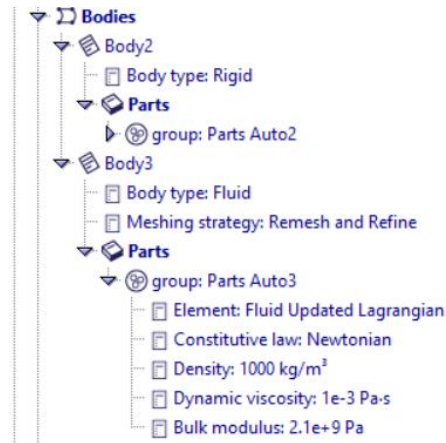 Bodies
Body2
Body type: Rigid
Parts
group: Parts Auto2
Body3
Body type: Fluid
Meshing strategy: Remesh and Refine
Parts
group: Parts Auto3
Element: Fluid Updated Lagrangian
Constitutive law: Newtonian
Density: 1000 kg/m³
Dynamic viscosity: 1e-3 Pa·s
Bulk modulus: 2.1e+9 Pa